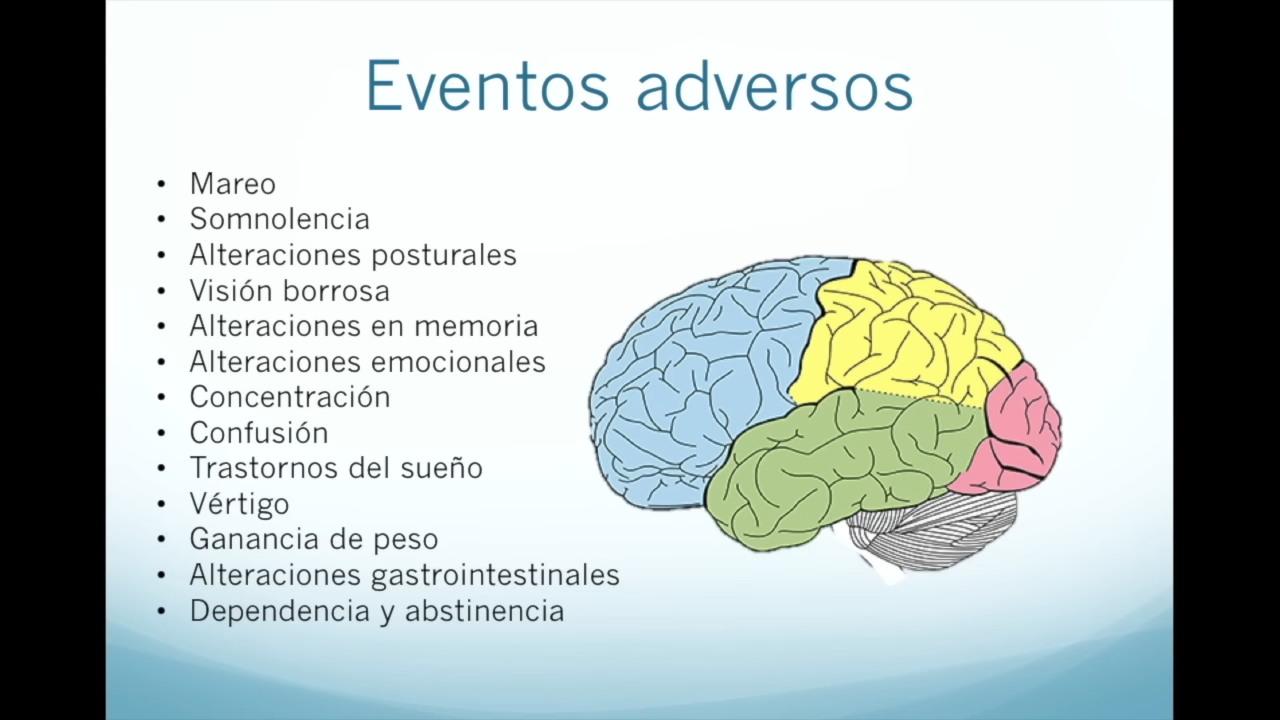 Eventos adversos
• Mareo
• Somnolencia
• Alteraciones posturales
• Visión borrosa
• Alteraciones en memoria
• Alteraciones emocionales
• Concentración
• Confusión
• Trastornos del sueño
• Vértigo
• Ganancia de peso
• Alteraciones gastrointestinales
• Dependencia y abstinencia